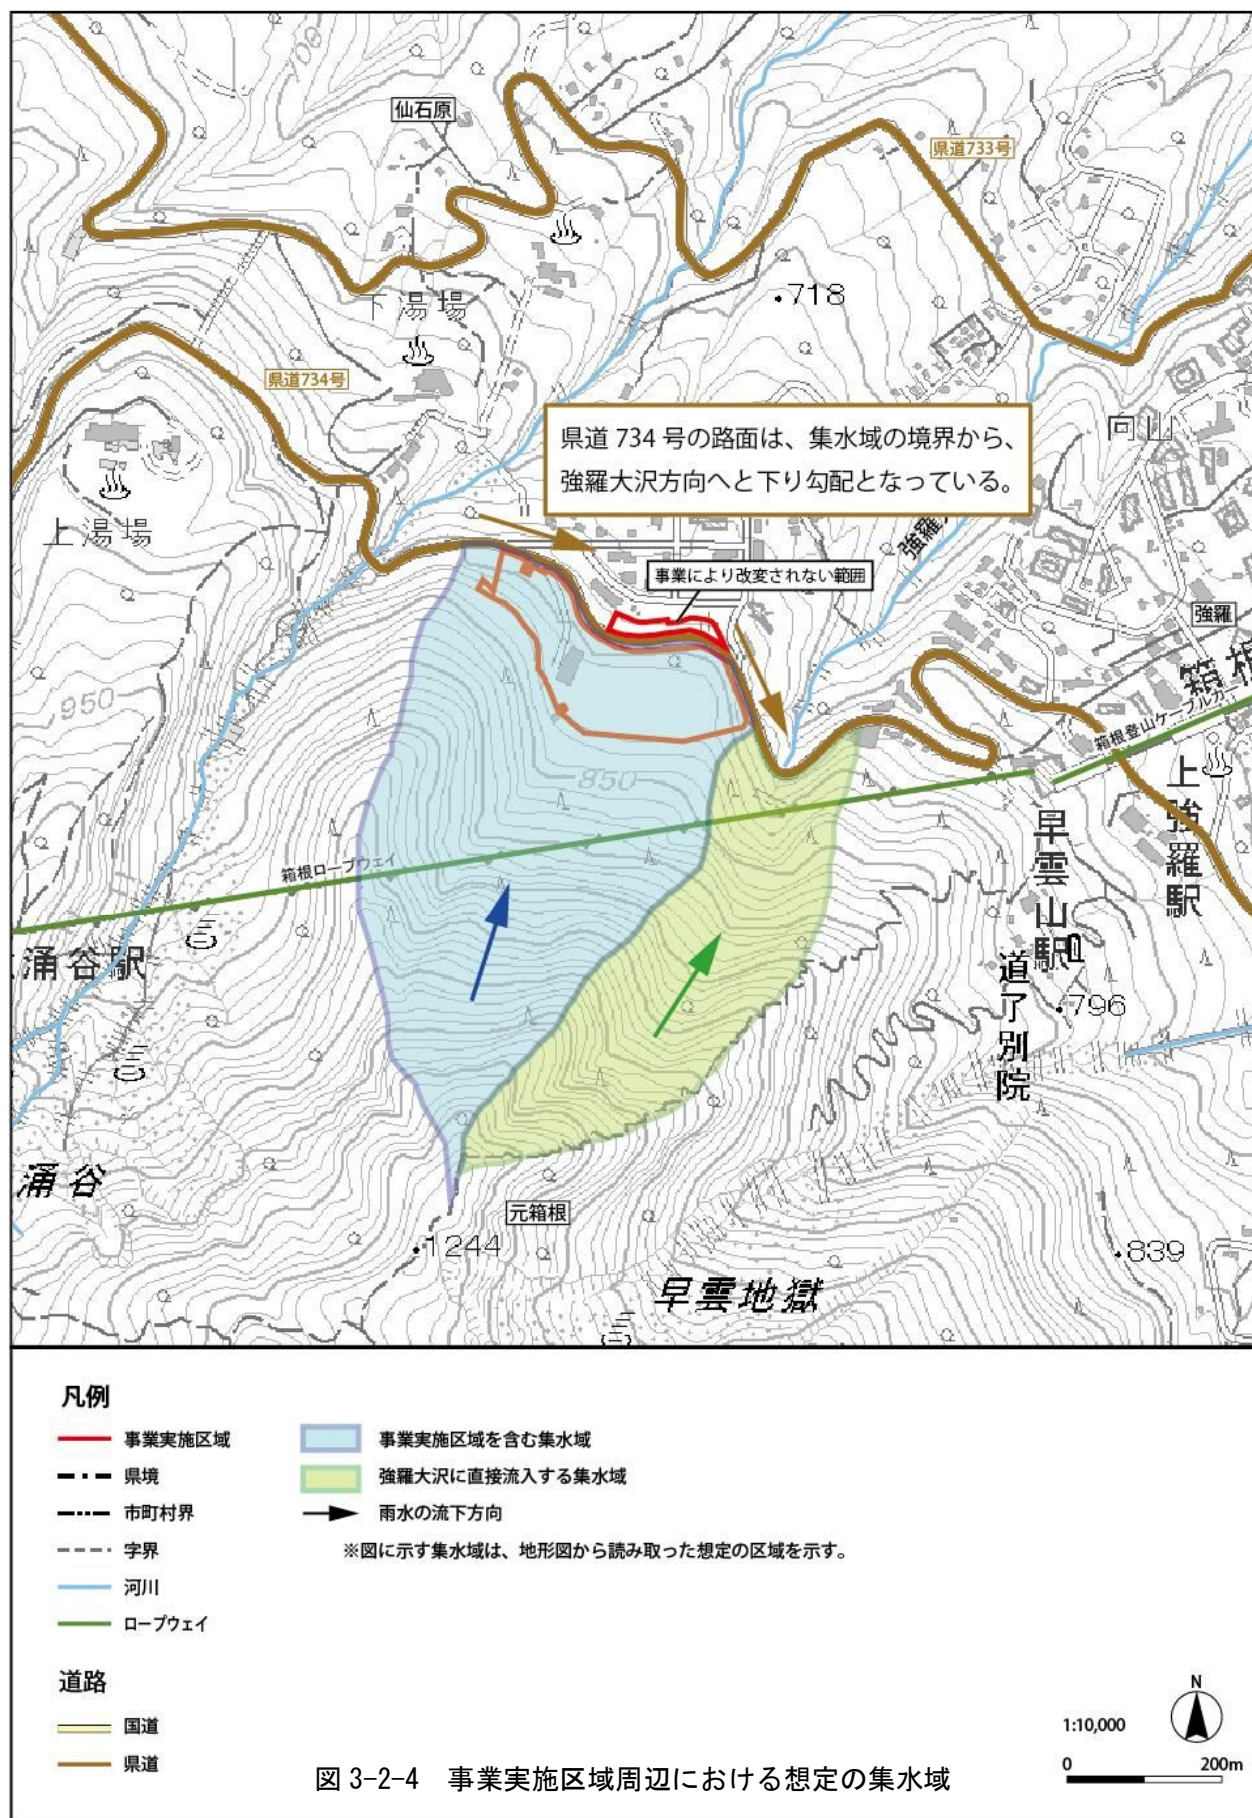 仙石原
県道733号
718
下湯場
県道734号
向山
県道 734 号の路面は、集水域の境界から、
強羅大沢方向へと下り勾配となっている。
上湯場
強羅
事業により改変されない範囲
強羅
箱根
950
箱根登山ケーブルカー
850
上強羅駅
早雲山駅
箱根ロープウェイ
涌谷駅
道了別院
796
涌谷
元箱根
1244
839
早雲地獄
凡例
事業実施区域
事業実施区域を含む集水域
県境
強羅大沢に直接流入する集水域
市町村界
雨水の流下方向
字界
※図に示す集水域は、地形図から読み取った想定の区域を示す。
河川
ロープウェイ
道路
N
国道
1:10,000
県道
0 200m
図 3-2-4 事業実施区域周辺における想定の集水域